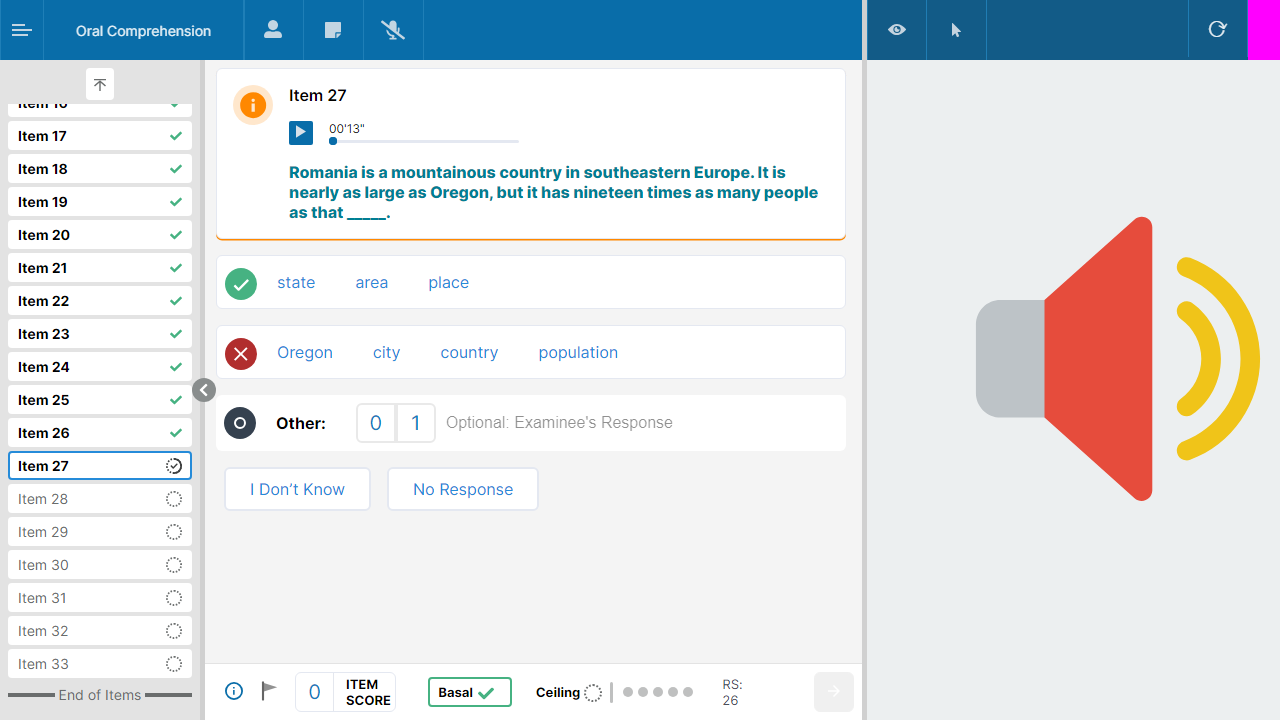 Oral Comprehension
Item 16
Item 17
Item 18
Item 19
Item 20
Item 21
Item 22
Item 23
Item 24
Item 25
Item 26
Item 27
Item 28
Item 29
Item 30
Item 31
Item 32
Item 33
End of Items
Item 27
00'13"
Romania is a mountainous country in southeastern Europe. It is
nearly as large as Oregon, but it has nineteen times as many people
as that _____.
state area place
Oregon city country population
Other: 0 1 Optional: Examinee's Response
I Don’t Know No Response
0 ITEM
SCORE
Basal
Ceiling
RS:
26